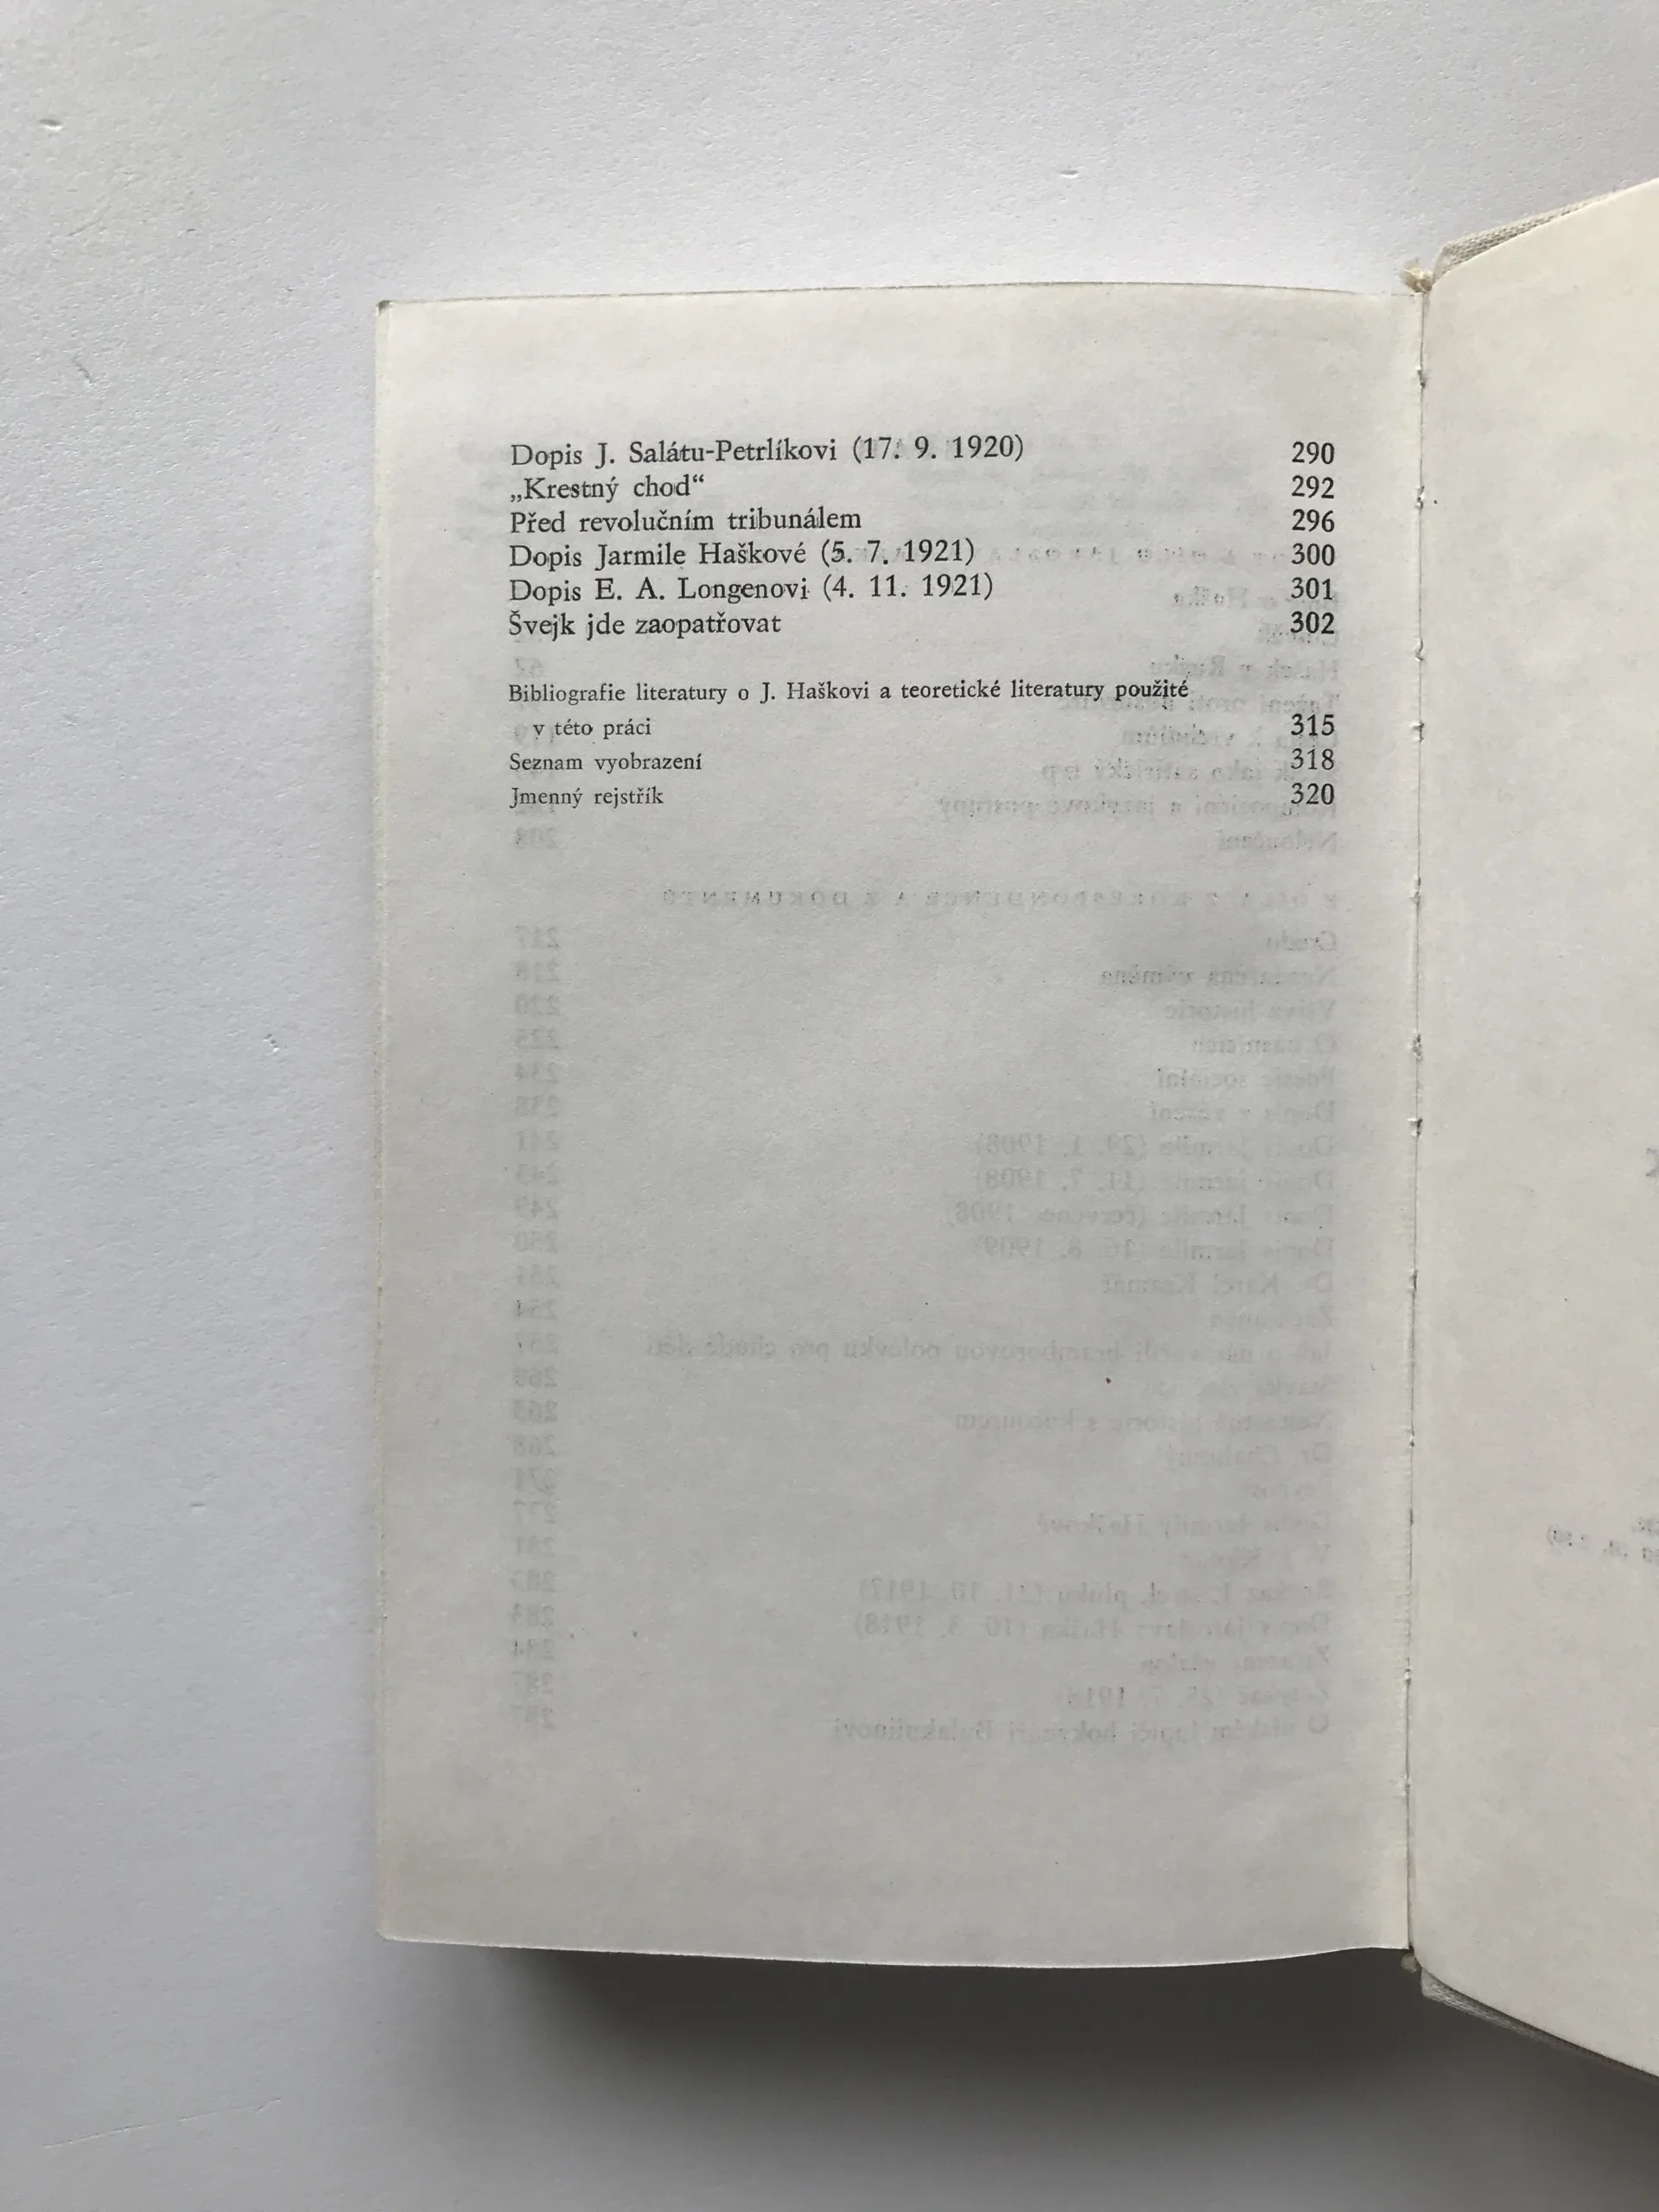 Dopis J. Salátu-Petrlíkovi (17. 9. 1920) 290
„Krestný chod“ 292
Před revolučním tribunálem 296
Dopis Jarmile Haškové (5. 7. 1921) 300
Dopis E. A. Longenovi (4. 11. 1921) 301
Švejk jde zaopatřovat 302
Bibliografie literatury o J. Haškovi a teoretické literatury použité
v této práci 315
Seznam vyobrazení 318
Jmenný rejstřík 320